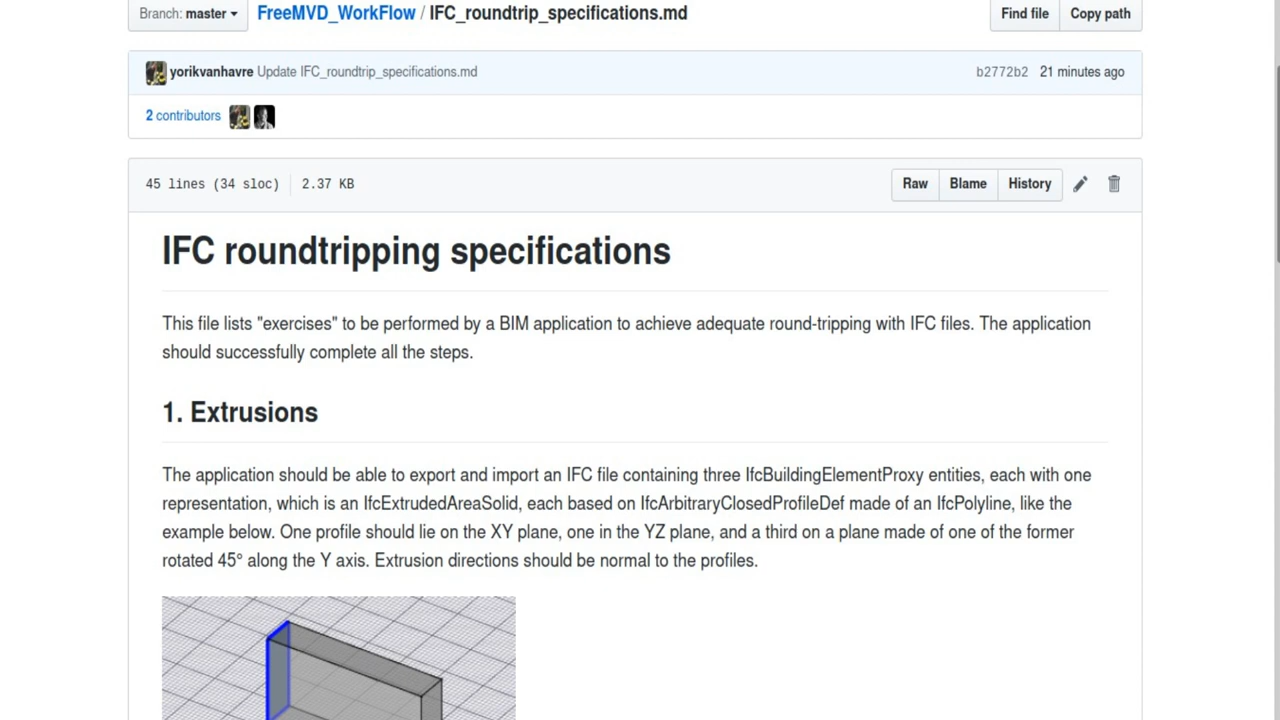 Branch: master
FreeMVD_WorkFlow / IFC_roundtrip_specifications.md
Find file
Copy path
yorikvanhavre Update IFC_roundtrip_specifications.md
b2772b2 21 minutes ago
2 contributors
45 lines (34 sloc) 2.37 KB
Raw
Blame
History
IFC roundtripping specifications
This file lists "exercises" to be performed by a BIM application to achieve adequate round-tripping with IFC files. The application
should successfully complete all the steps.
1. Extrusions
The application should be able to export and import an IFC file containing three IfcBuildingElementProxy entities, each with one
representation, which is an IfcExtrudedAreaSolid, each based on IfcArbitraryClosedProfileDef made of an IfcPolyline, like the
example below. One profile should lie on the XY plane, one in the YZ plane, and a third on a plane made of one of the former
rotated 45° along the Y axis. Extrusion directions should be normal to the profiles.